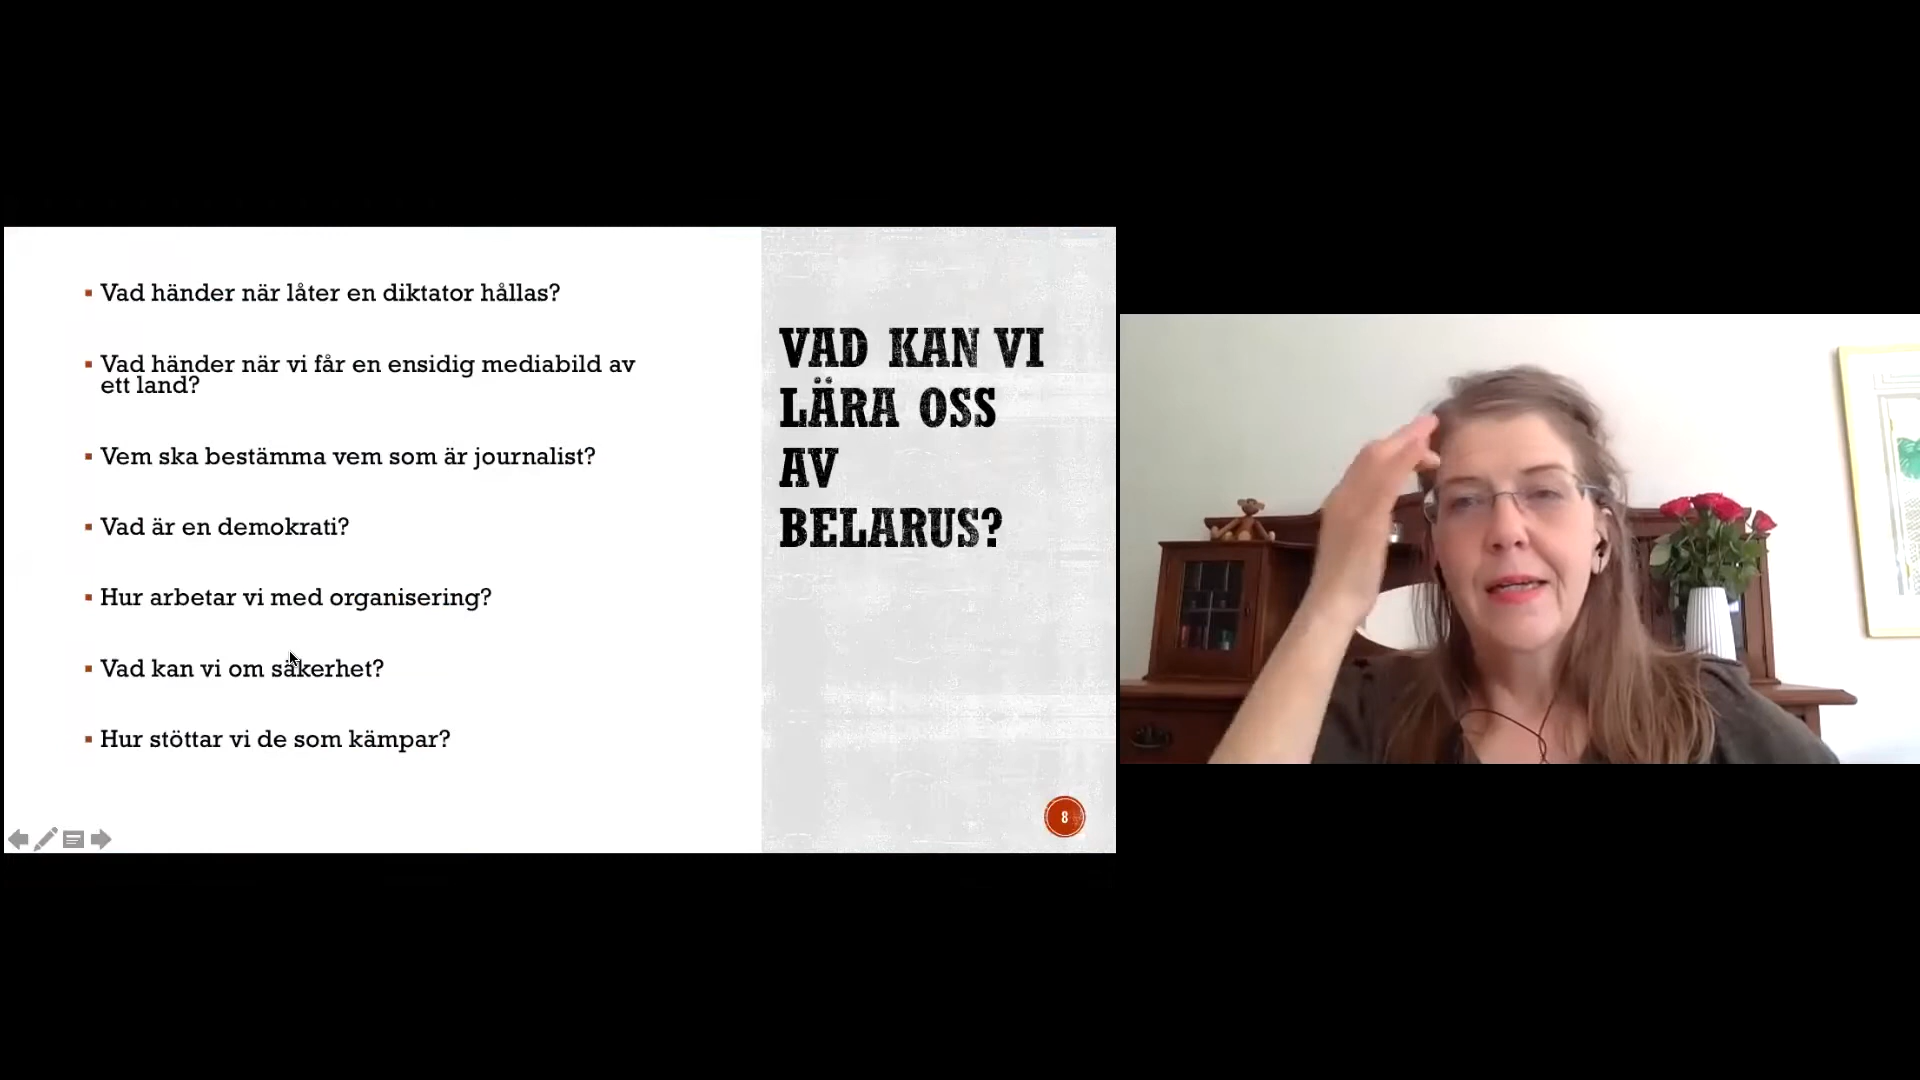 Vad händer när låter en diktator hållas?
Vad händer när vi får en ensidig mediabild av
ett land?
Vem ska bestämma vem som är journalist?
Vad är en demokrati?
Hur arbetar vi med organisering?
Vad kan vi om säkerhet?
Hur stöttar vi de som kämpar?
VAD KAN VI
LÄRA OSS
AV
BELARUS?
8